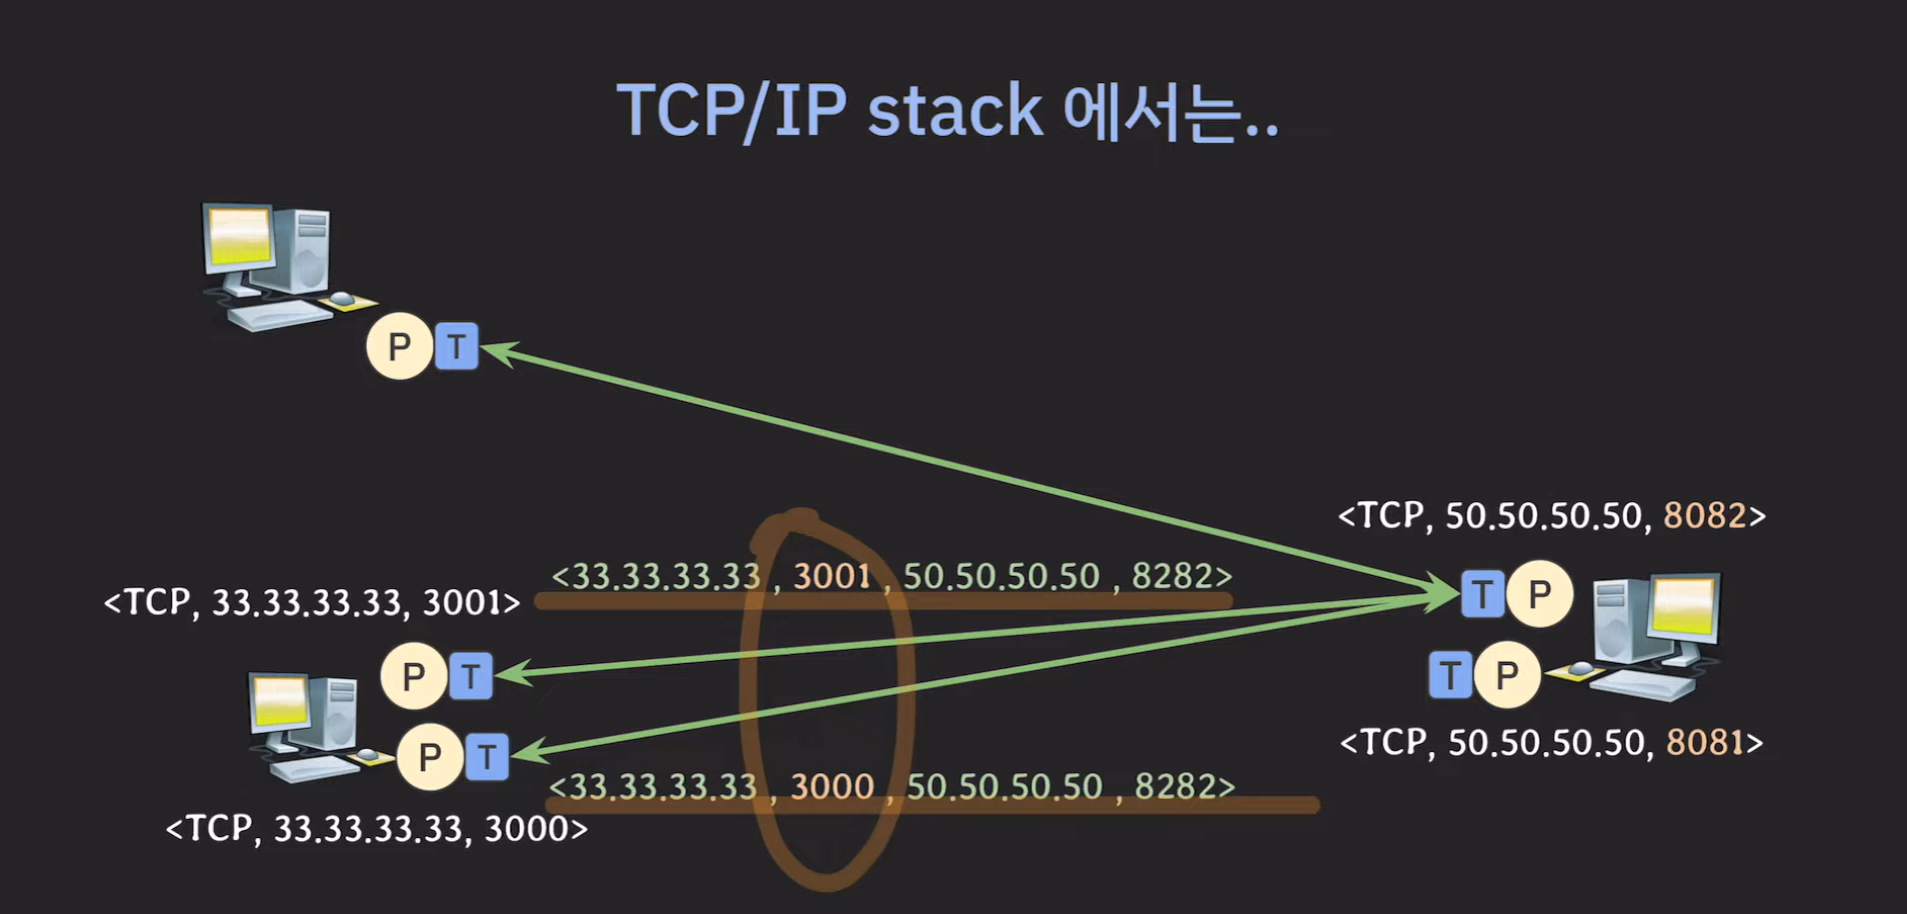 TCP/IP stack 에서는..
P T
<TCP, 50.50.50.50, 8082>
<33.33.33.33 , 3001 , 50.50.50.50 , 8282>
<TCP, 33.33.33.33, 3001>
T P
P T
T P
<TCP, 50.50.50.50, 8081>
P T
<33.33.33.33 , 3000 , 50.50.50.50 , 8282>
<TCP, 33.33.33.33, 3000>